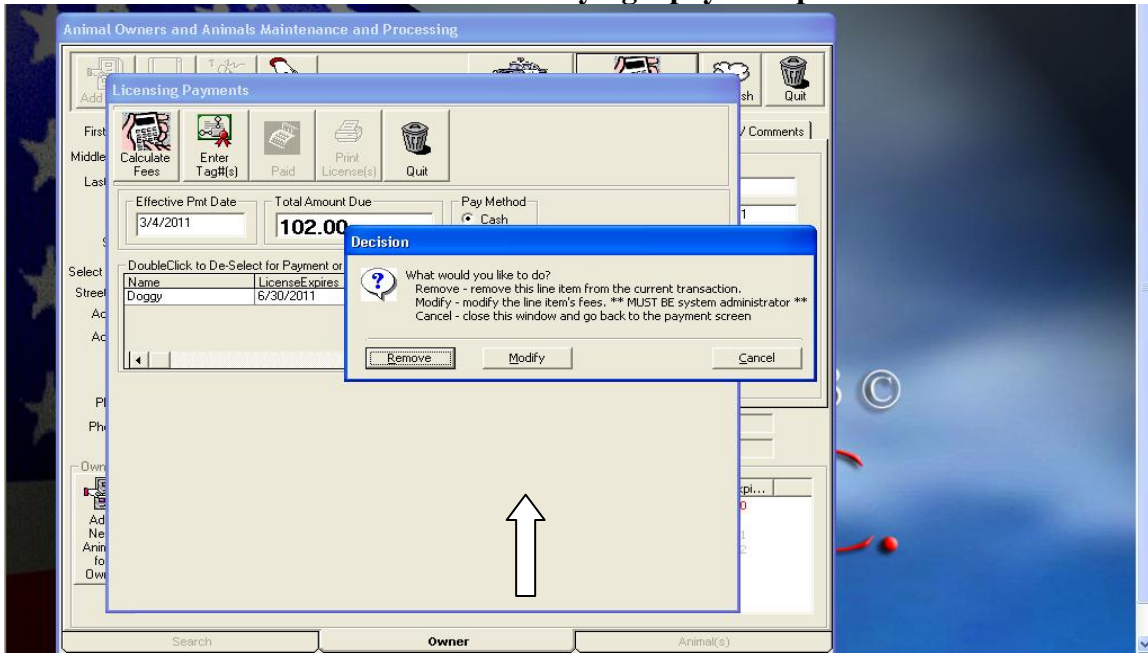 Animal Owners and Animals Maintenance and Processing
Add
sh
Quit
Licensing Payments
Calculate Fees
Enter Tag#(s)
Paid
Print License(s)
Quit
First
Middle
Last
/ Comments
Effective Pmt Date
3/4/2011
Total Amount Due
102.00
Pay Method
Cash
1
Select
Street
DoubleClick to De-Select for Payment or
Name LicenseExpires
Doggy 6/30/2011
Decision
What would you like to do?
Remove - remove this line item from the current transaction.
Modify - modify the line item's fees. ** MUST BE system administrator **
Cancel - close this window and go back to the payment screen
Remove Modify Cancel
©
Search Owner Animal(s)